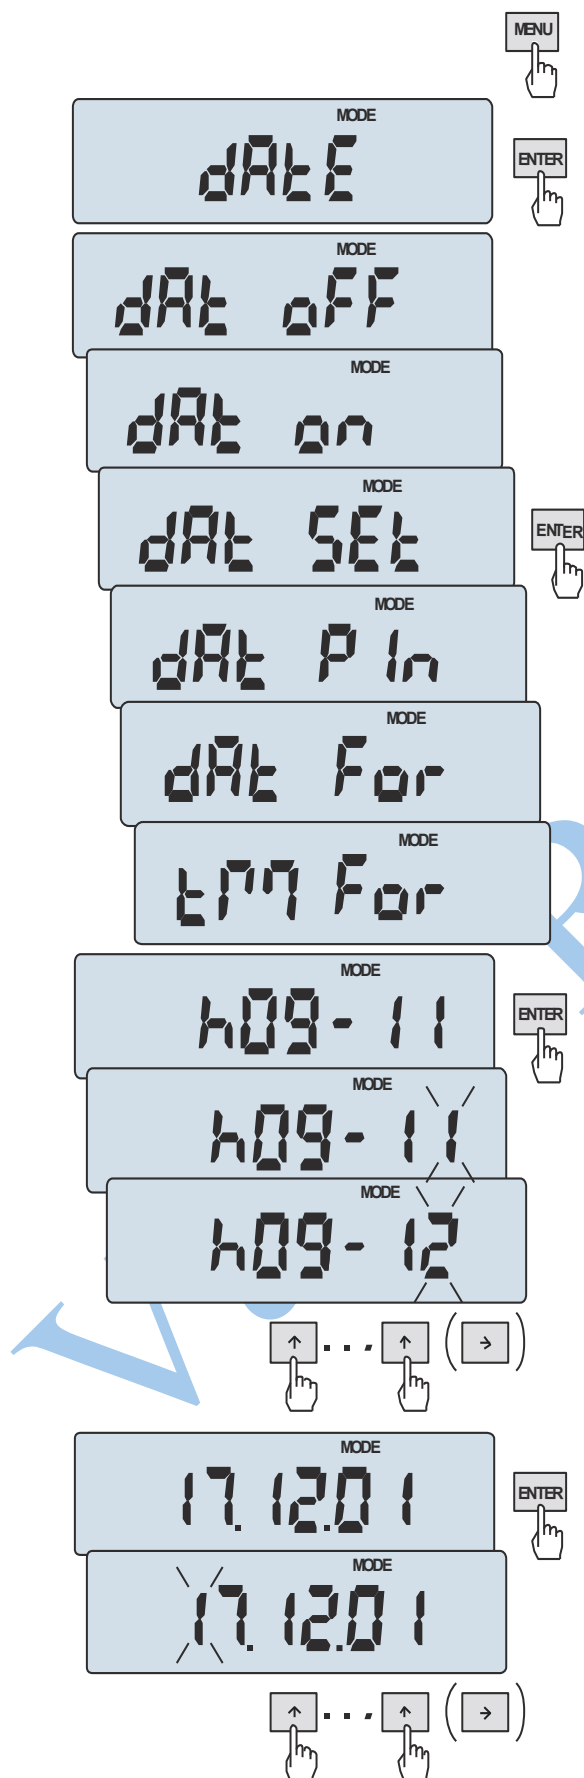 MENU
MODE
dAtE
ENTER
MODE
dAt oFF
MODE
dAt on
MODE
dAt SEt
ENTER
MODE
dAt PIn
MODE
dAt For
MODE
tM For
MODE
h09-11
ENTER
MODE
h09-11
MODE
h09-12
↑ . . . ↑ ( → )
MODE
17.12.01
ENTER
MODE
17.12.01
↑ . . . ↑ ( → )